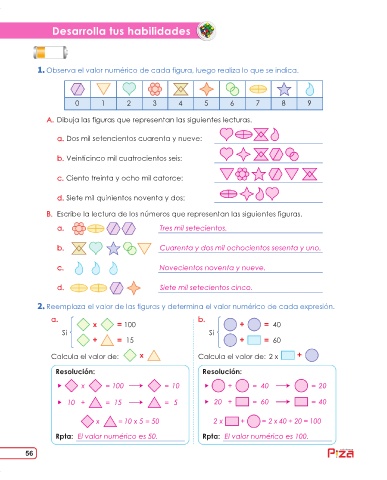 Desarrolla tus habilidades
1. Observa el valor numérico de cada figura, luego realiza lo que se indica.
0 1 2 3 4 5 6 7 8 9
A. Dibuja las figuras que representan las siguientes lecturas.
a. Dos mil setencientos cuarenta y nueve:
b. Veinticinco mil cuatrocientos seis:
c. Ciento treinta y ocho mil catorce:
d. Siete mil quinientos noventa y dos:
B. Escribe la lectura de los números que representan las siguientes figuras.
a. Tres mil setecientos.
b. Cuarenta y dos mil ochocientos sesenta y uno.
c. Novecientos noventa y nueve.
d. Siete mil setecientos cinco.
2. Reemplaza el valor de las figuras y determina el valor numérico de cada expresión.
a.
x = 100
Si
+ = 15
Calcula el valor de: x
Resolución:
x = 100 = 10
10 + = 15 = 5
x = 10 x 5 = 50
Rpta: El valor numérico es 50.
b.
+ = 40
Si
+ = 60
Calcula el valor de: 2 x +
Resolución:
+ = 40 = 20
20 + = 60 = 40
2 x + = 2 x 40 + 20 = 100
Rpta: El valor numérico es 100.
56